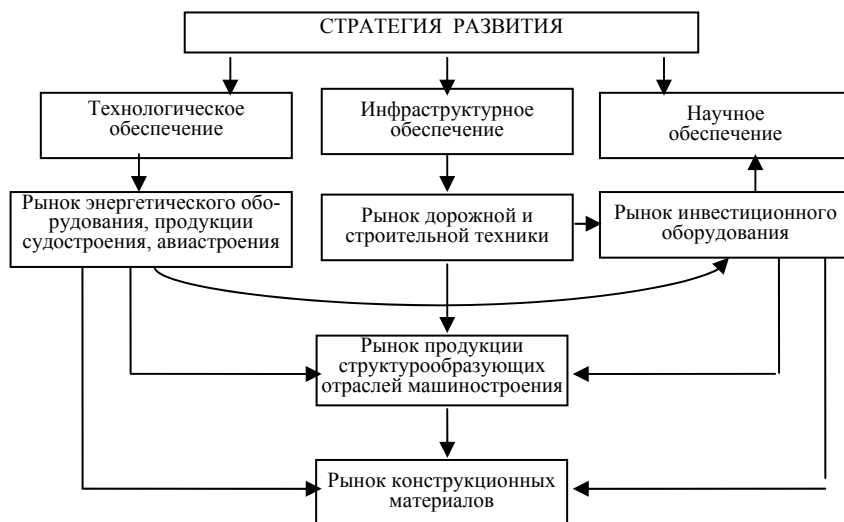 СТРАТЕГИЯ РАЗВИТИЯ
Технологическое
обеспечение
Инфраструктурное
обеспечение
Научное
обеспечение
Рынок энергетического обо-
рудования, продукции
судостроения, авиастроения
Рынок дорожной и
строительной техники
Рынок инвестиционного
оборудования
Рынок продукции
структурообразующих
отраслей машиностроения
Рынок конструкционных
материалов